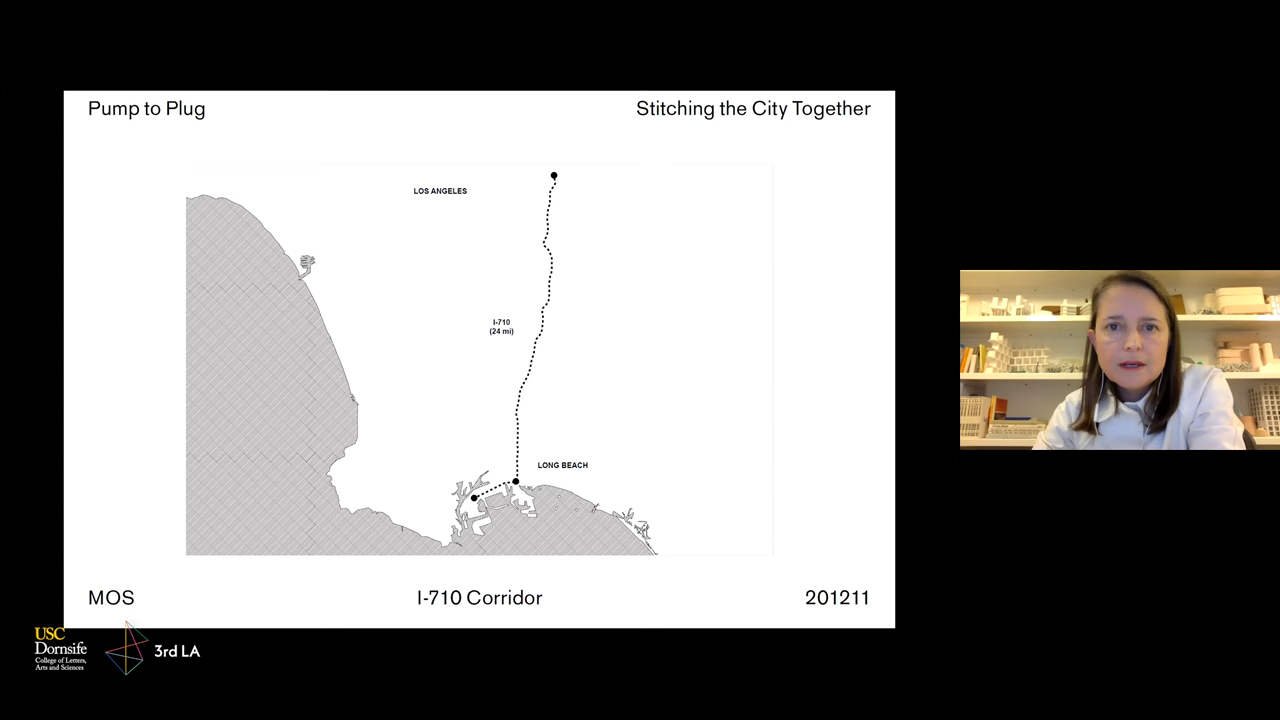 Pump to Plug
Stitching the City Together
LOS ANGELES
I-710
(24 mi)
LONG BEACH
MOS
I-710 Corridor
201211
USC
Dornsife
College of Letters,
Arts and Sciences
3rd LA